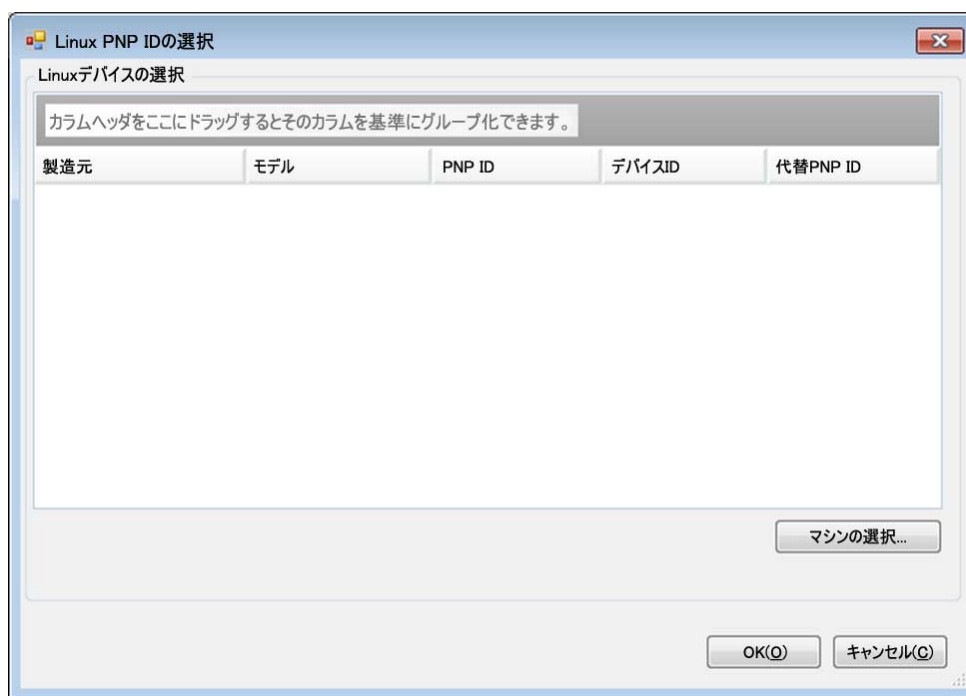 Linux PNP IDの選択
Linuxデバイスの選択
カラムヘッダをここにドラッグするとそのカラムを基準にグループ化できます。
製造元 モデル PNP ID デバイスID 代替PNP ID
マシンの選択...
OK(O) キャンセル(C)